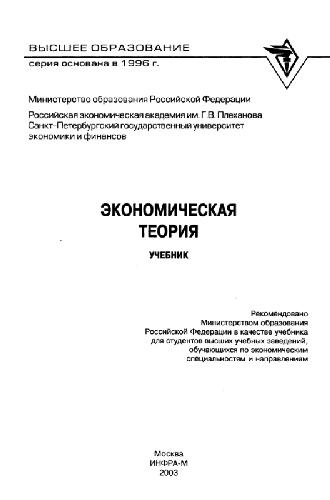 ВЫСШЕЕ ОБРАЗОВАНИЕ
серия основана в 1996 г.
Министерство образования Российской Федерации
Российская экономическая академия им. Г.В. Плеханова
Санкт-Петербургский государственный университет
экономики и финансов
ЭКОНОМИЧЕСКАЯ
ТЕОРИЯ
УЧЕБНИК
Рекомендовано
Министерством образования
Российской Федерации в качестве учебника
для студентов высших учебных заведений,
обучающихся по экономическим
специальностям и направлениям
Москва
ИНФРА-М
2003